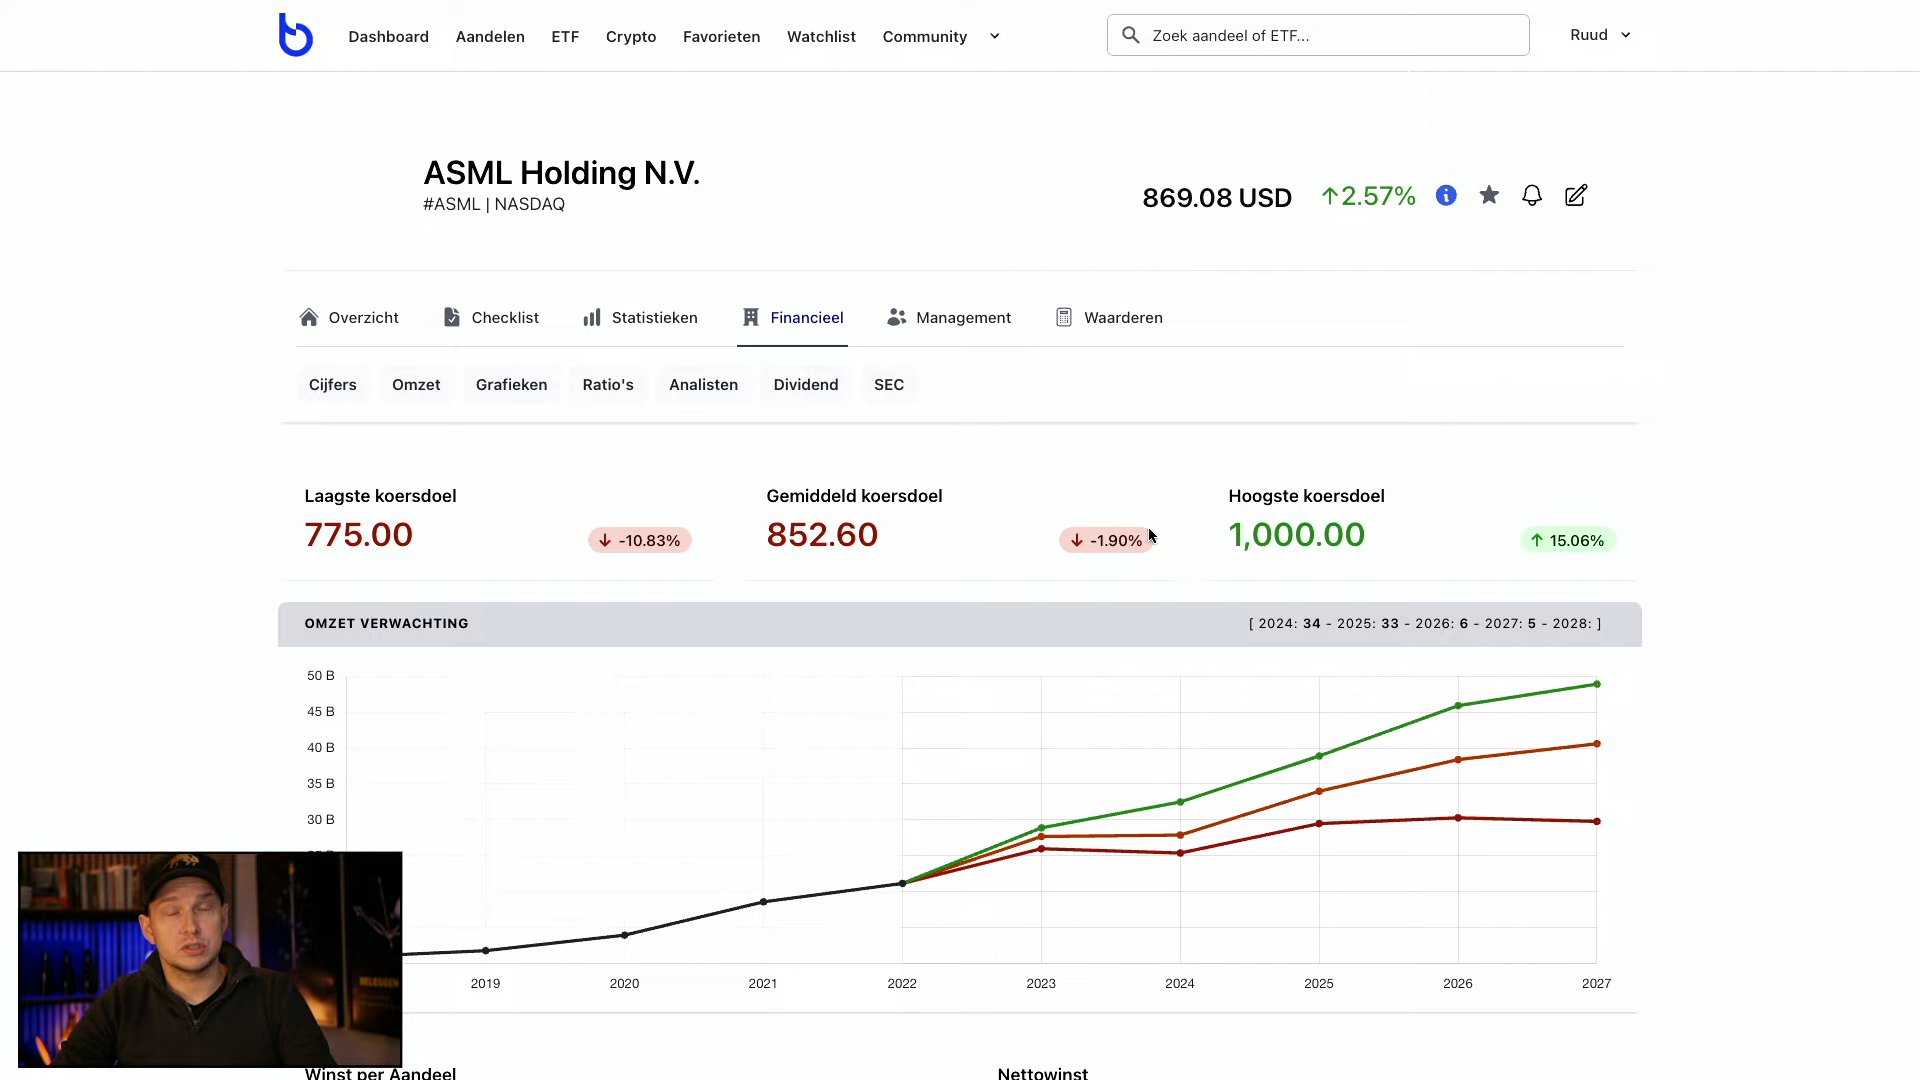 Dashboard Aandelen ETF Crypto Favorieten Watchlist Community Zoek aandeel of ETF... Ruud
ASML Holding N.V.
#ASML | NASDAQ
869.08 USD ↑2.57%
Overzicht Checklist Statistieken Financieel Management Waarderen
Cijfers Omzet Grafieken Ratio's Analisten Dividend SEC
Laagste koersdoel
775.00 ↓ -10.83%
Gemiddeld koersdoel
852.60 ↓ -1.90%
Hoogste koersdoel
1,000.00 ↑ 15.06%
OMZET VERWACHTING [ 2024: 34 - 2025: 33 - 2026: 6 - 2027: 5 - 2028: ]
50 B
45 B
40 B
35 B
30 B
2019 2020 2021 2022 2023 2024 2025 2026 2027
BELEGGEN
Winst per Aandeel Nettowinst